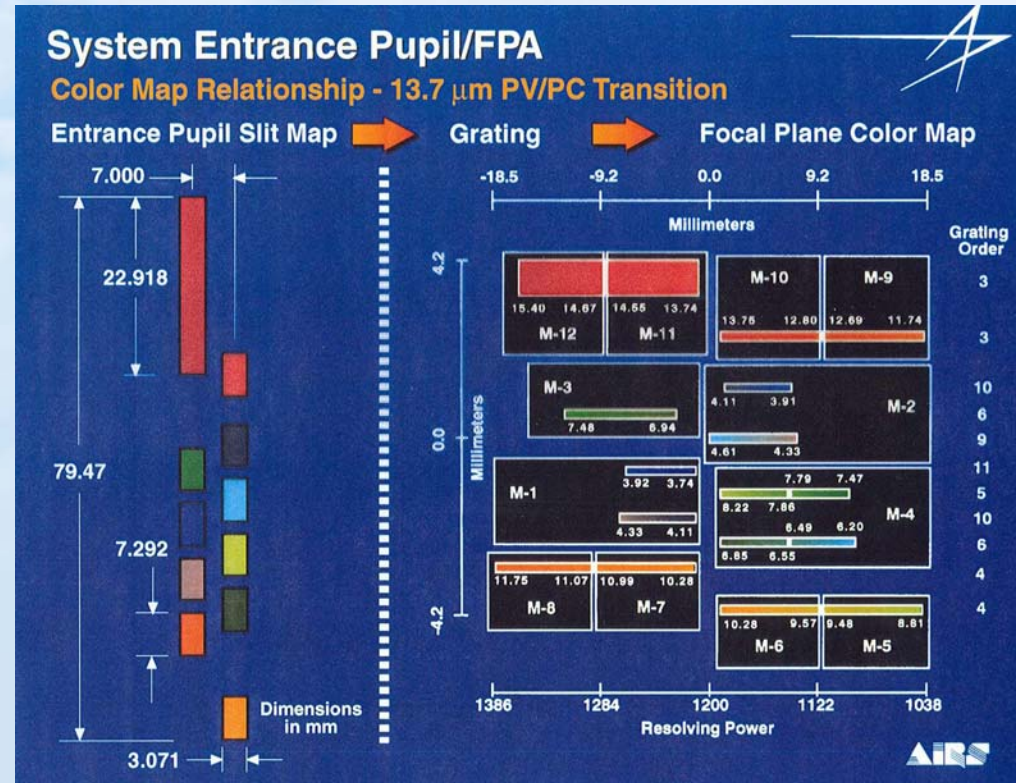 System Entrance Pupil/FPA
Color Map Relationship - 13.7 μm PV/PC Transition
Entrance Pupil Slit Map
Grating
Focal Plane Color Map
7.000
22.918
79.47
7.292
3.071
Dimensions
in mm
-18.5 -9.2 0.0 9.2 18.5
Millimeters
Grating
Order
4.2
0.0
-4.2
Millimeters
15.40 14.67 14.55 13.74
M-12 M-11
M-10 M-9
13.75 12.80 12.69 11.74
M-3
7.48 6.94
4.11 3.91
M-2
4.61 4.33
M-1
3.92 3.74
4.33 4.11
7.79 7.47
8.22 7.86
M-4
6.49 6.20
6.85 6.55
11.75 11.07 10.99 10.28
M-8 M-7
10.28 9.57 9.48 8.81
M-6 M-5
3
3
10
6
9
11
5
10
6
4
4
1386 1284 1200 1122 1038
Resolving Power
AIRS